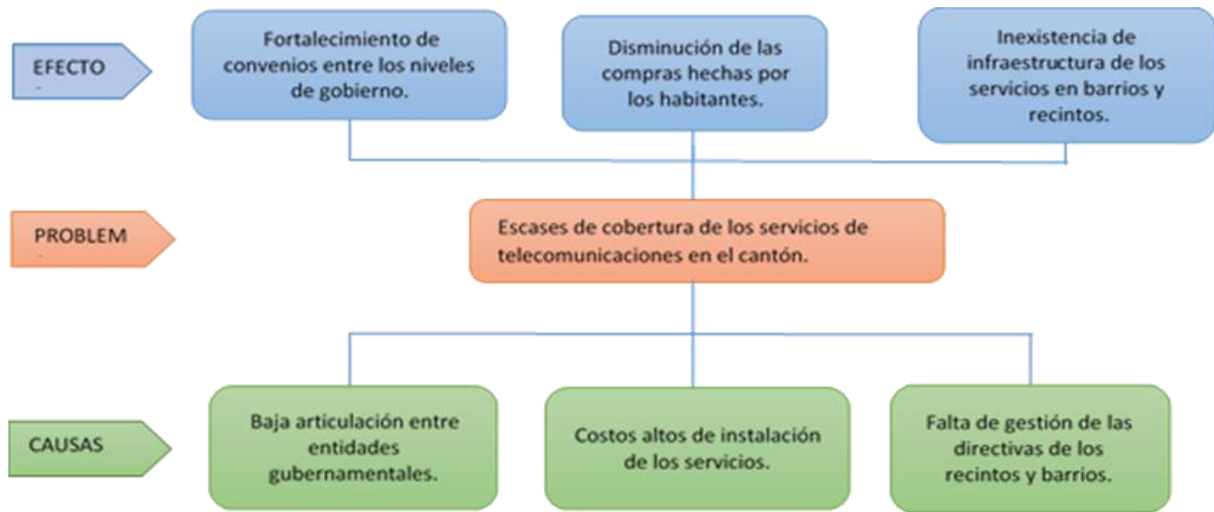 EFECTO
Fortalecimiento de
convenios entre los niveles
de gobierno.
Disminución de las
compras hechas por
los habitantes.
Inexistencia de
infraestructura de los
servicios en barrios y
recintos.
PROBLEM
Escases de cobertura de los servicios de
telecomunicaciones en el cantón.
CAUSAS
Baja articulación entre
entidades
gubernamentales.
Costos altos de instalación
de los servicios.
Falta de gestión de las
directivas de los
recintos y barrios.